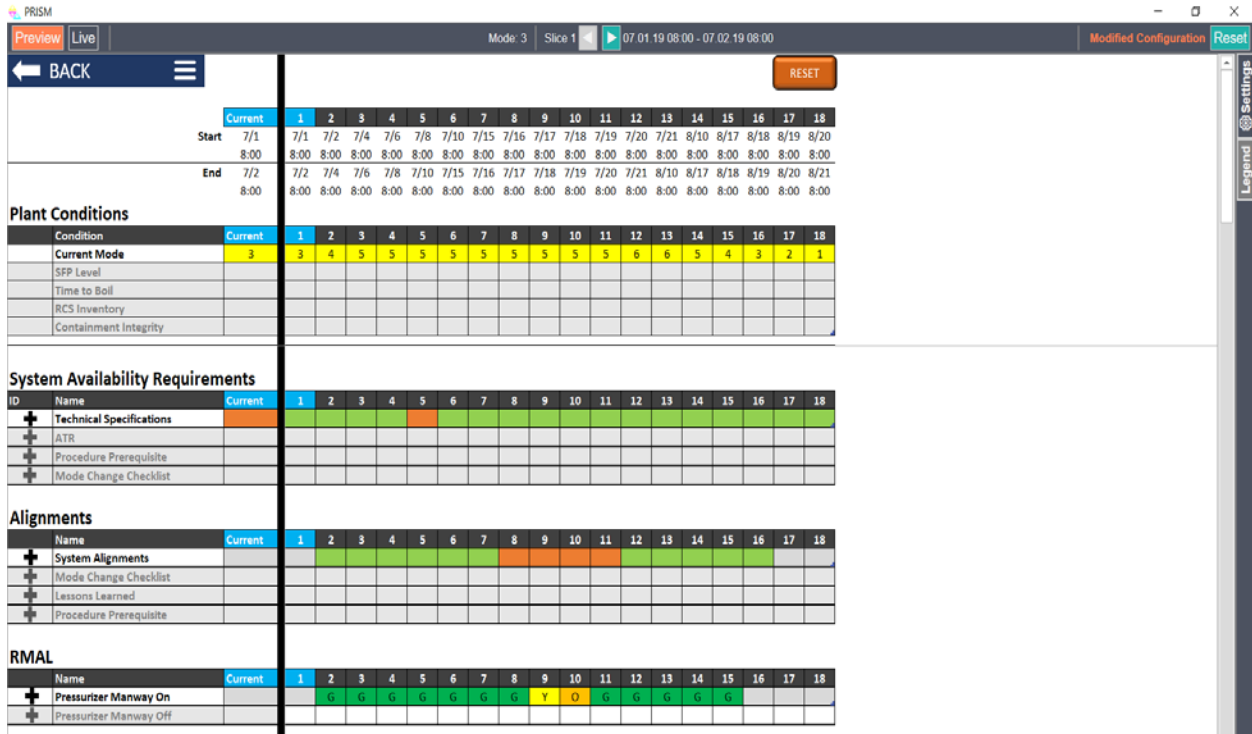 PRISM
Preview Live Mode: 3 Slice 1 07.01.19 08:00 - 07.02.19 08:00 Modified Configuration Reset
BACK RESET
Settings
Legend
Current 1 2 3 4 5 6 7 8 9 10 11 12 13 14 15 16 17 18
Start 7/1 7/1 7/2 7/4 7/6 7/8 7/10 7/15 7/16 7/17 7/18 7/19 7/20 7/21 8/10 8/17 8/18 8/19 8/20
8:00 8:00 8:00 8:00 8:00 8:00 8:00 8:00 8:00 8:00 8:00 8:00 8:00 8:00 8:00 8:00 8:00 8:00 8:00
End 7/2 7/2 7/4 7/6 7/8 7/10 7/15 7/16 7/17 7/18 7/19 7/20 7/21 8/10 8/17 8/18 8/19 8/20 8/21
8:00 8:00 8:00 8:00 8:00 8:00 8:00 8:00 8:00 8:00 8:00 8:00 8:00 8:00 8:00 8:00 8:00 8:00 8:00
Plant Conditions
Condition Current 1 2 3 4 5 6 7 8 9 10 11 12 13 14 15 16 17 18
Current Mode 3 3 4 5 5 5 5 5 5 5 5 5 6 6 5 4 3 2 1
SFP Level
Time to Boil
RCS Inventory
Containment Integrity
System Availability Requirements
ID Name Current 1 2 3 4 5 6 7 8 9 10 11 12 13 14 15 16 17 18
Technical Specifications
ATR
Procedure Prerequisite
Mode Change Checklist
Alignments
Name Current 1 2 3 4 5 6 7 8 9 10 11 12 13 14 15 16 17 18
System Alignments
Mode Change Checklist
Lessons Learned
Procedure Prerequisite
RMAL
Name Current 1 2 3 4 5 6 7 8 9 10 11 12 13 14 15 16 17 18
Pressurizer Manway On G G G G G G G Y O G G G G G
Pressurizer Manway Off